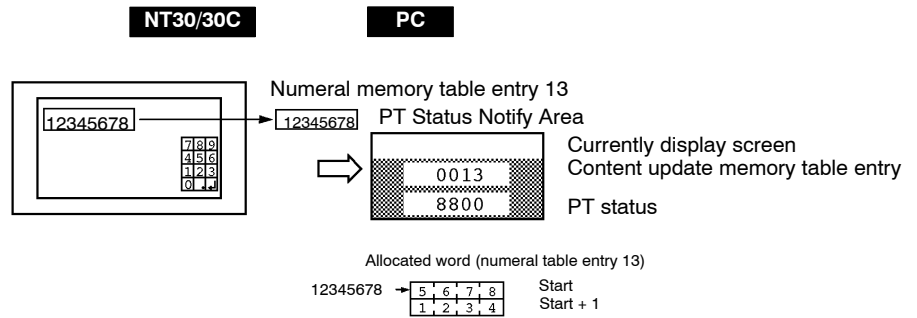 NT30/30C PC
Numeral memory table entry 13
12345678 12345678 PT Status Notify Area
Currently display screen
7 8 9
Content update memory table entry
4 5 6
0013
1 2 3
0 . ↵
8800
PT status
Allocated word (numeral table entry 13)
12345678 5 6 7 8 Start
1 2 3 4 Start + 1